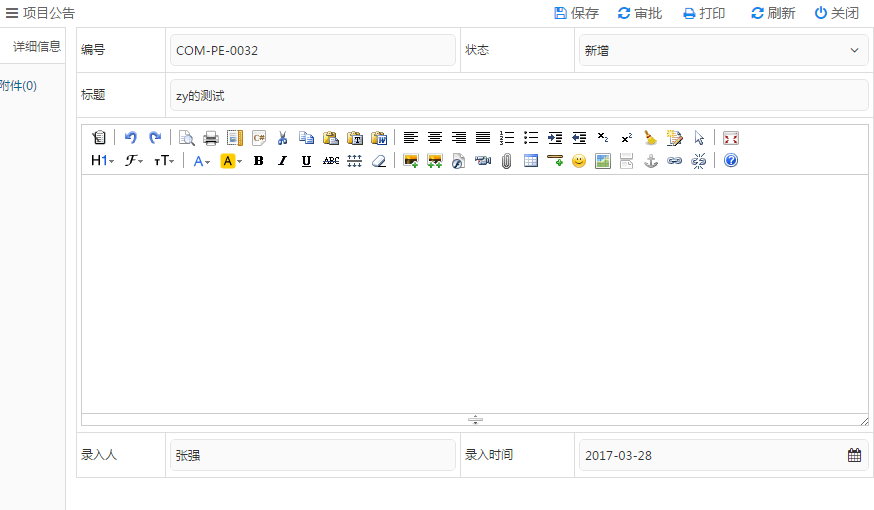 项目公告
保存 审批 打印 刷新 关闭
详细信息
附件(0)
编号 COM-PE-0032 状态 新增
标题 zy的测试
H1 F тT A A B I U ABC
录入人 张强 录入时间 2017-03-28